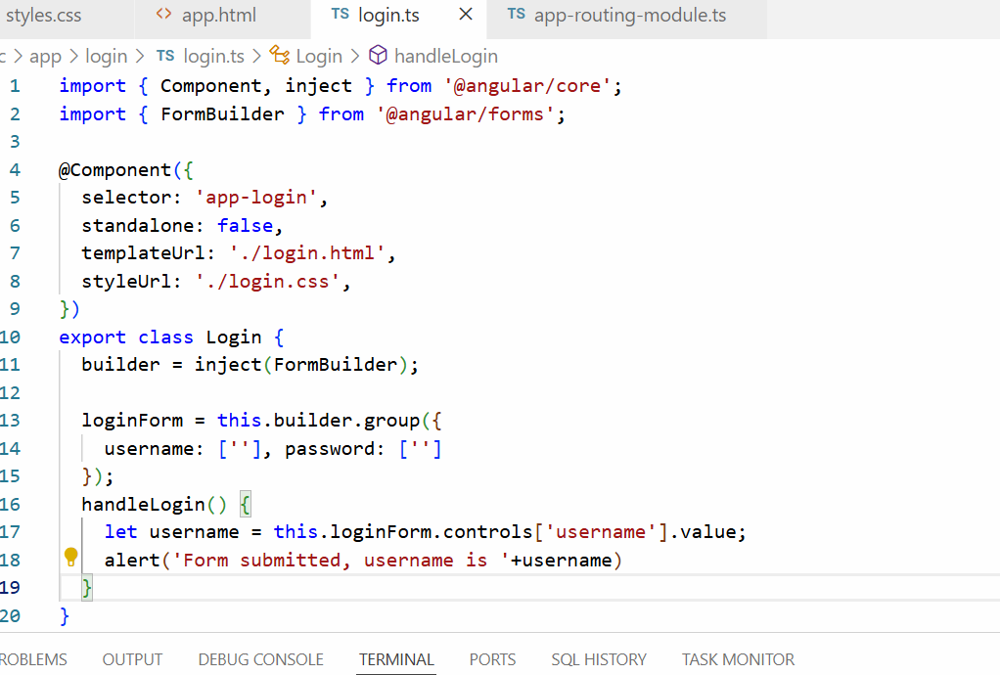 styles.css <> app.html TS login.ts × TS app-routing-module.ts
c > app > login > TS login.ts > Login > handleLogin
1 import { Component, inject } from '@angular/core';
2 import { FormBuilder } from '@angular/forms';
3
4 @Component({
5 selector: 'app-login',
6 standalone: false,
7 templateUrl: './login.html',
8 styleUrl: './login.css',
9 })
10 export class Login {
11 builder = inject(FormBuilder);
12
13 loginForm = this.builder.group({
14 username: [''], password: ['']
15 });
16 handleLogin() {
17 let username = this.loginForm.controls['username'].value;
18 alert('Form submitted, username is '+username)
19 }
20 }
ROBLEMS OUTPUT DEBUG CONSOLE TERMINAL PORTS SQL HISTORY TASK MONITOR